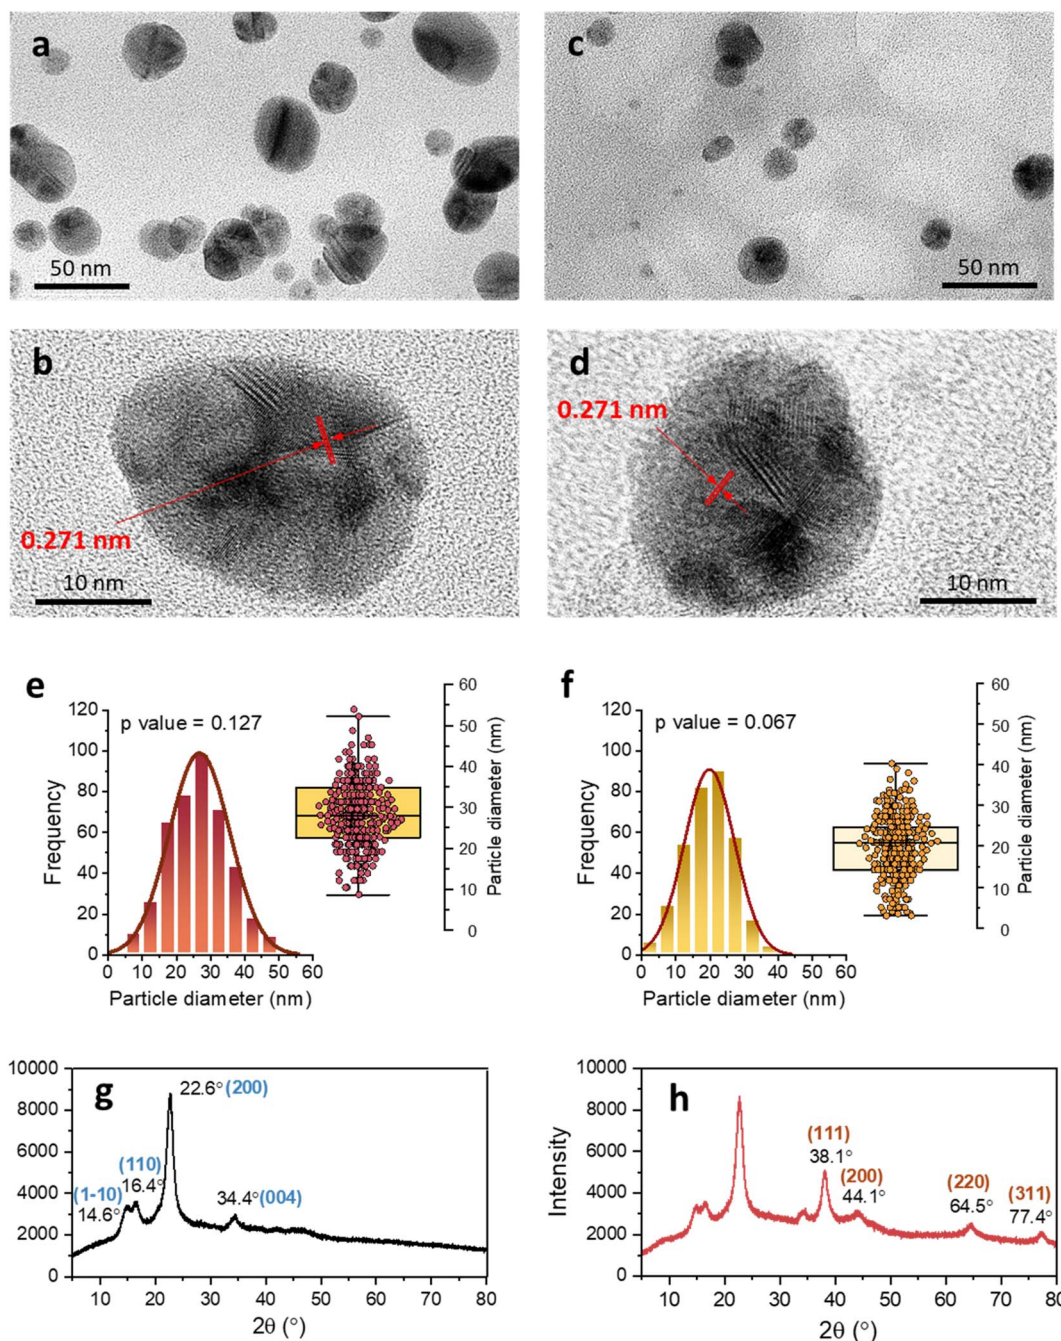 a
50 nm
c
50 nm
b
0.271 nm
10 nm
d
0.271 nm
10 nm
e
p value = 0.127
Frequency
120
100
80
60
40
20
0
0 10 20 30 40 50 60
Particle diameter (nm)
60
50
40
30
20
10
0
Particle diameter (nm)
f
p value = 0.067
Frequency
120
100
80
60
40
20
0
0 10 20 30 40 50 60
Particle diameter (nm)
60
50
40
30
20
10
0
Particle diameter (nm)
g
10000
8000
6000
4000
2000
0
22.6° (200)
(110)
16.4°
(1-10)
14.6°
34.4° (004)
10 20 30 40 50 60 70 80
2θ (°)
h
Intensity
10000
8000
6000
4000
2000
0
(111)
38.1°
(200)
44.1°
(220)
64.5°
(311)
77.4°
10 20 30 40 50 60 70 80
2θ (°)